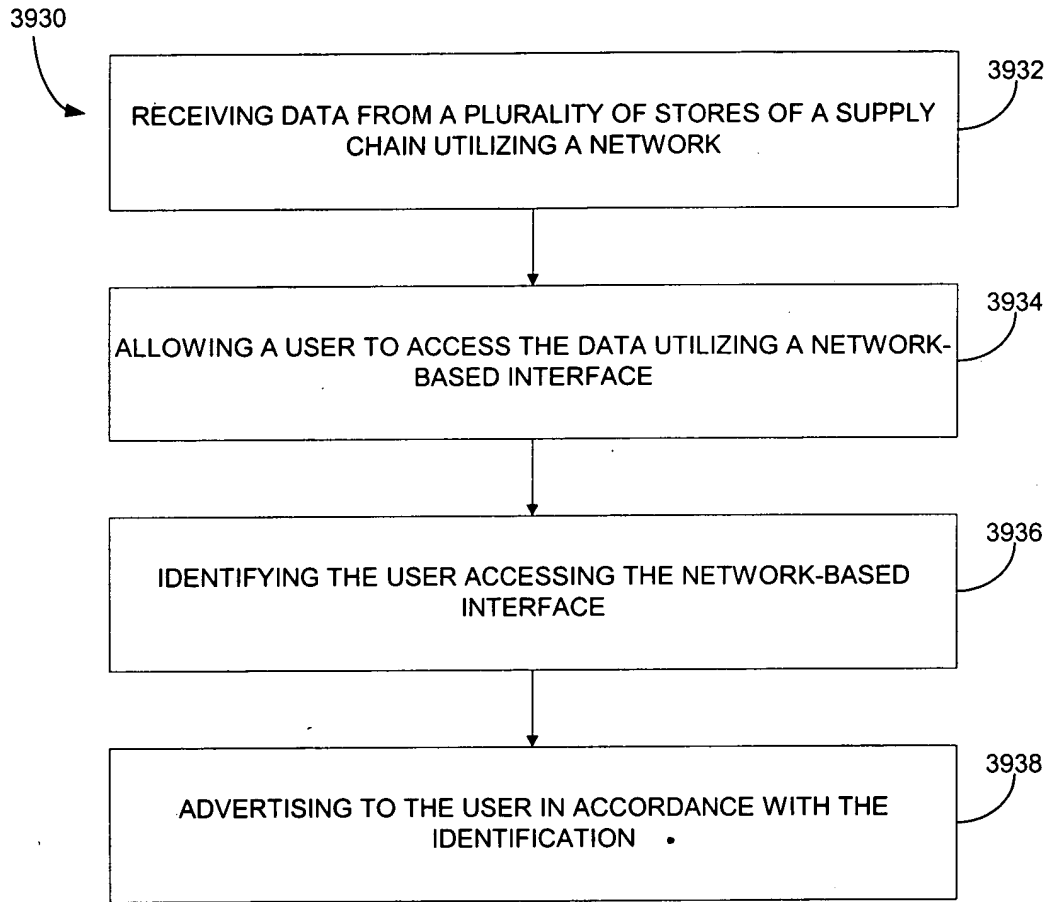 3930
3932
RECEIVING DATA FROM A PLURALITY OF STORES OF A SUPPLY
CHAIN UTILIZING A NETWORK
3934
ALLOWING A USER TO ACCESS THE DATA UTILIZING A NETWORK-
BASED INTERFACE
3936
IDENTIFYING THE USER ACCESSING THE NETWORK-BASED
INTERFACE
3938
ADVERTISING TO THE USER IN ACCORDANCE WITH THE
IDENTIFICATION